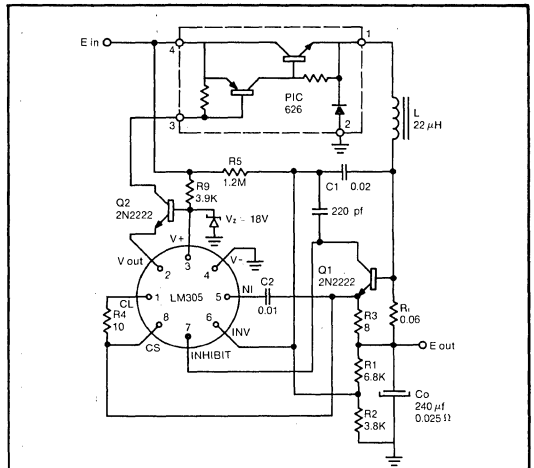 E in
4
1
PIC
626
3
2
L
22 μH
R5
1.2M
C1
0.02
R9
3.9K
Q2
2N2222
Vz - 18V
220 pf
V+
V-
V out
3
4
2
Q1
2N2222
NI
C2
0.01
CL
1
LM305
5
R4
10
8
7
6
INV
CS
INHIBIT
R3
8
R₁
0.06
E out
R1
6.8K
R2
3.8K
Co
240 μf
0.025 Ω